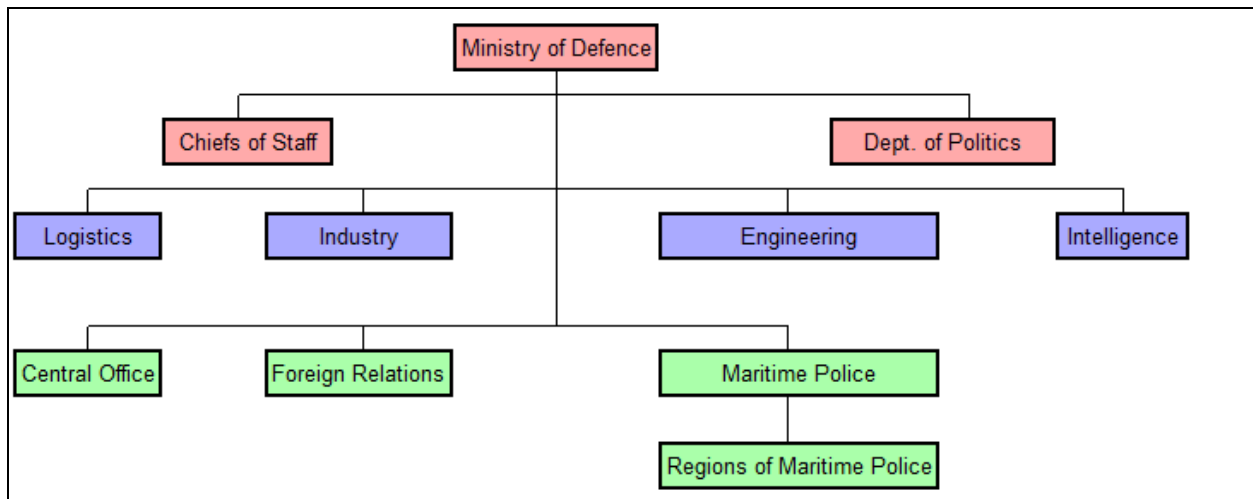 Ministry of Defence
Chiefs of Staff
Dept. of Politics
Logistics
Industry
Engineering
Intelligence
Central Office
Foreign Relations
Maritime Police
Regions of Maritime Police